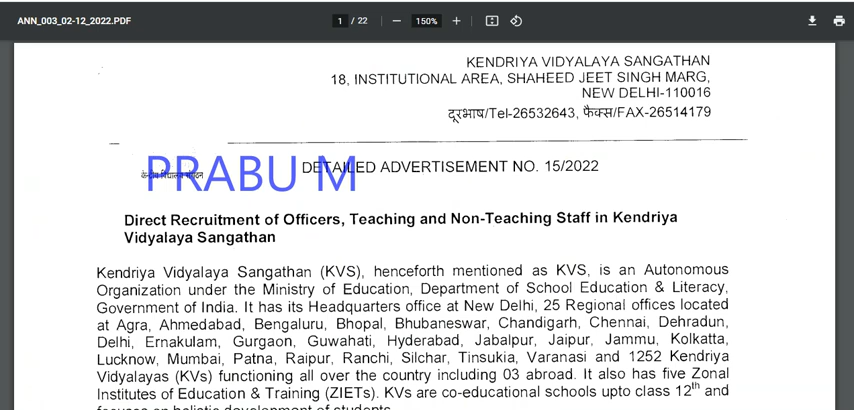 ANN_003_02-12_2022.PDF
1 / 22
150%
KENDRIYA VIDYALAYA SANGATHAN
18, INSTITUTIONAL AREA, SHAHEED JEET SINGH MARG,
NEW DELHI-110016
दूरभाष/Tel-26532643, फैक्स/FAX-26514179
PRABU M
DETAILED ADVERTISEMENT NO. 15/2022
Direct Recruitment of Officers, Teaching and Non-Teaching Staff in Kendriya
Vidyalaya Sangathan
Kendriya Vidyalaya Sangathan (KVS), henceforth mentioned as KVS, is an Autonomous
Organization under the Ministry of Education, Department of School Education & Literacy,
Government of India. It has its Headquarters office at New Delhi, 25 Regional offices located
at Agra, Ahmedabad, Bengaluru, Bhopal, Bhubaneswar, Chandigarh, Chennai, Dehradun,
Delhi, Ernakulam, Gurgaon, Guwahati, Hyderabad, Jabalpur, Jaipur, Jammu, Kolkatta,
Lucknow, Mumbai, Patna, Raipur, Ranchi, Silchar, Tinsukia, Varanasi and 1252 Kendriya
Vidyalayas (KVs) functioning all over the country including 03 abroad. It also has five Zonal
Institutes of Education & Training (ZIETs). KVs are co-educational schools upto class 12th and
focuses on holistic development of students.